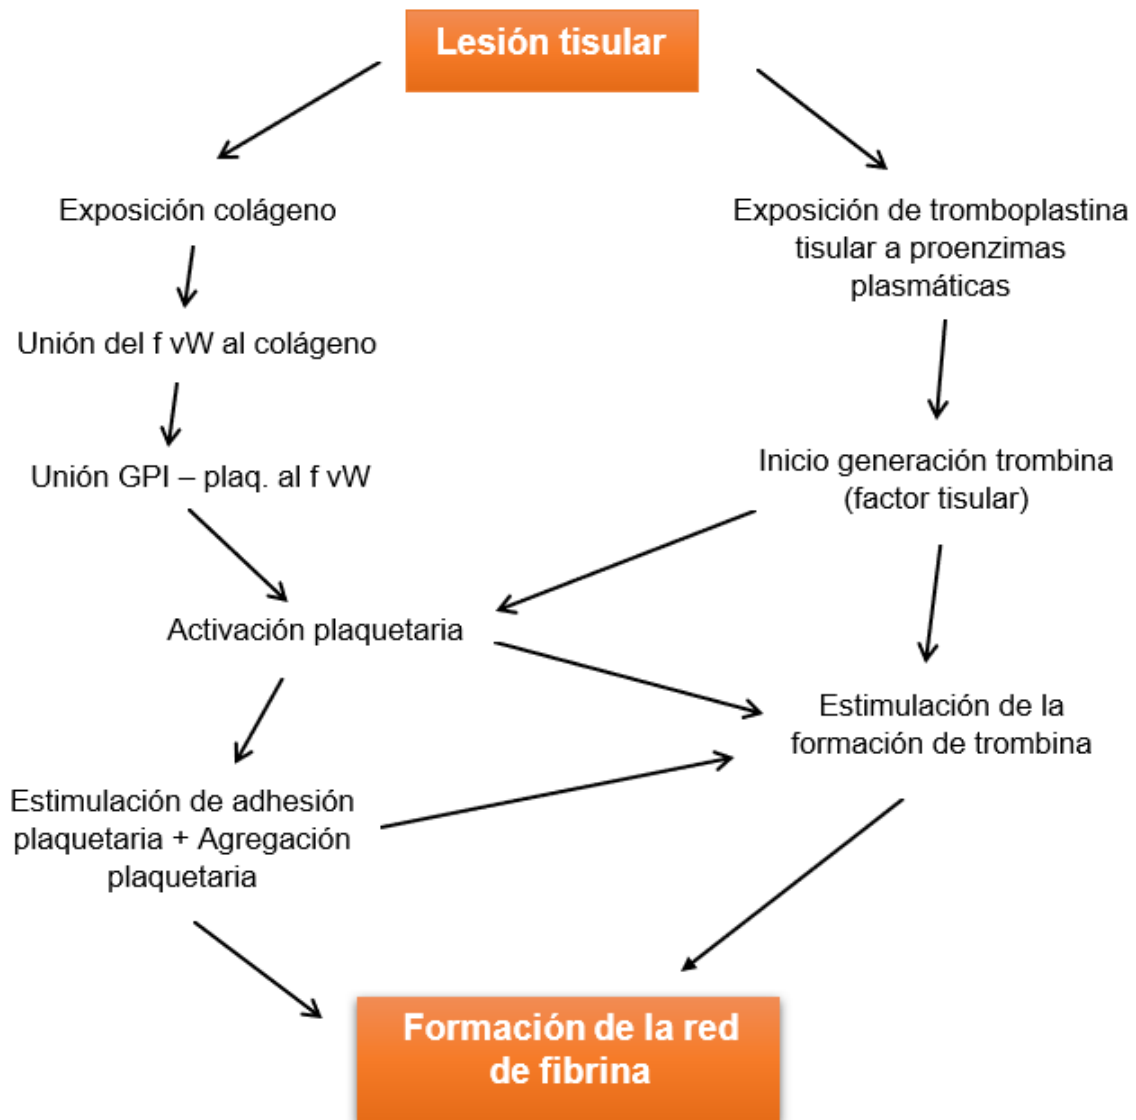 Lesión tisular
Exposición colágeno
Exposición de tromboplastina
tisular a proenzimas
plasmáticas
Unión del f vW al colágeno
Unión GPI – plaq. al f vW
Inicio generación trombina
(factor tisular)
Activación plaquetaria
Estimulación de la
formación de trombina
Estimulación de adhesión
plaquetaria + Agregación
plaquetaria
Formación de la red
de fibrina